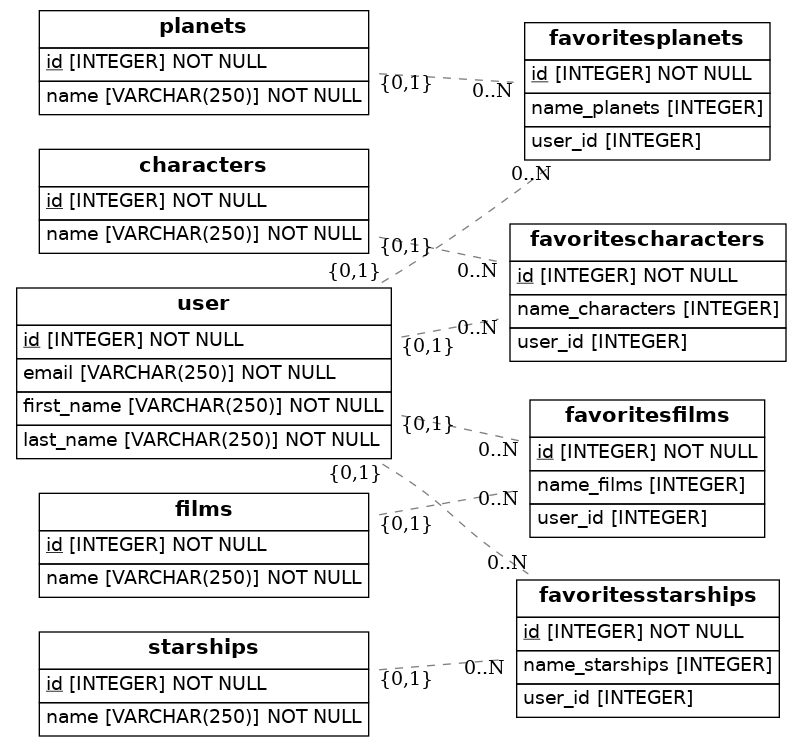 planets
id [INTEGER] NOT NULL
name [VARCHAR(250)] NOT NULL
{0,1}
0..N
favoritesplanets
id [INTEGER] NOT NULL
name_planets [INTEGER]
user_id [INTEGER]
0..N
characters
id [INTEGER] NOT NULL
name [VARCHAR(250)] NOT NULL
{0,1}
0..N
{0,1}
favoritescharacters
id [INTEGER] NOT NULL
name_characters [INTEGER]
user_id [INTEGER]
user
id [INTEGER] NOT NULL
email [VARCHAR(250)] NOT NULL
first_name [VARCHAR(250)] NOT NULL
last_name [VARCHAR(250)] NOT NULL
0..N
{0,1}
{0,1}
0..N
{0,1}
favoritesfilms
id [INTEGER] NOT NULL
name_films [INTEGER]
user_id [INTEGER]
films
id [INTEGER] NOT NULL
name [VARCHAR(250)] NOT NULL
0..N
{0,1}
0..N
favoritesstarships
id [INTEGER] NOT NULL
name_starships [INTEGER]
user_id [INTEGER]
starships
id [INTEGER] NOT NULL
name [VARCHAR(250)] NOT NULL
0..N
{0,1}